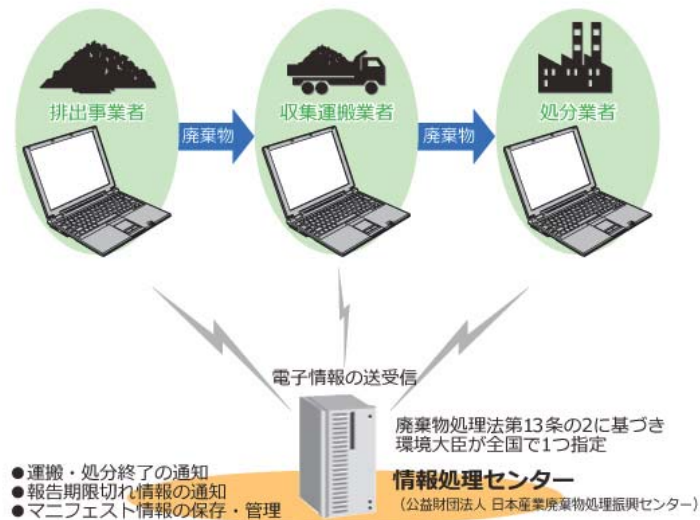 排出事業者
収集運搬業者
処分業者
廃棄物
廃棄物
電子情報の送受信
廃棄物処理法第13条の2に基づき
環境大臣が全国で1つ指定
情報処理センター
(公益財団法人 日本産業廃棄物処理振興センター)
●運搬・処分終了の通知
●報告期限切れ情報の通知
●マニフェスト情報の保存・管理